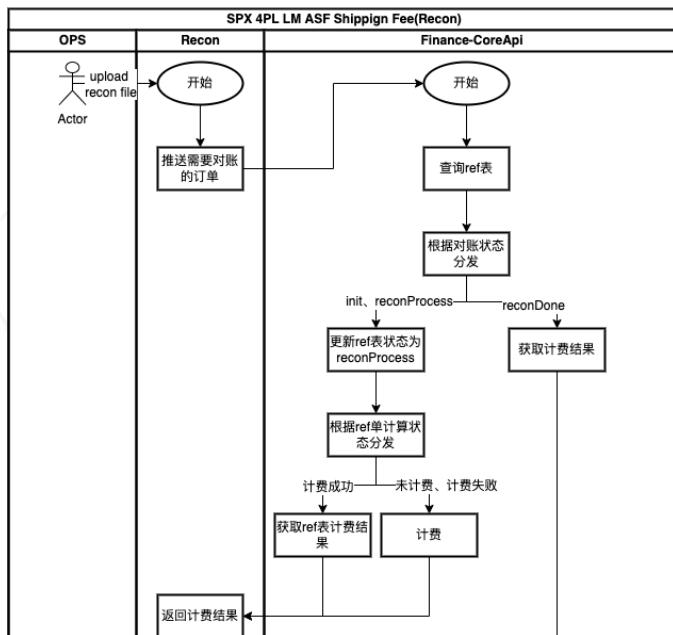 SPX 4PL LM ASF Shippign Fee(Recon)
OPS
Recon
Finance-CoreApi
upload
recon file
Actor
开始
开始
推送需要对账
的订单
查询ref表
根据对账状态
分发
init、reconProcess
reconDone
更新ref表状态为
reconProcess
获取计费结果
根据ref单计算状
态分发
计费成功
未计费、计费失败
获取ref表计费结
果
计费
返回计费结果